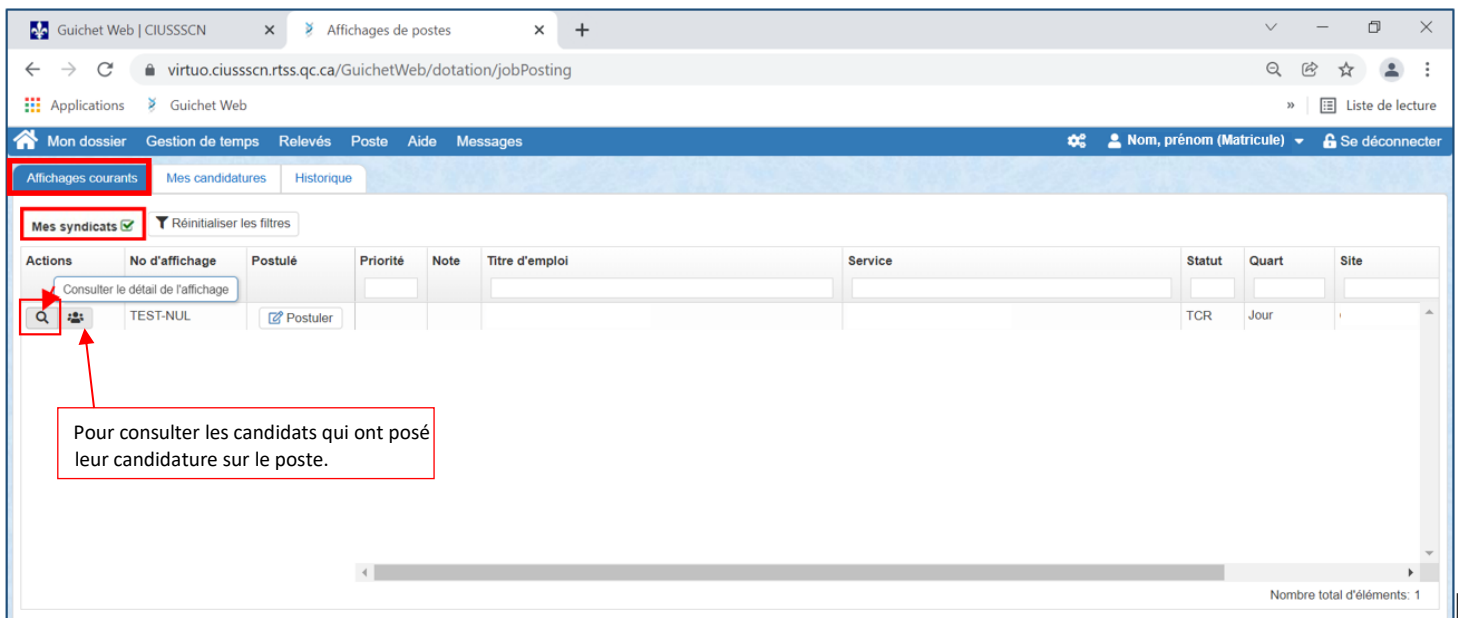 Guichet Web | CIUSSSCN
Affichages de postes
virtuo.ciussscn.rtss.qc.ca/GuichetWeb/dotation/jobPosting
Applications Guichet Web » Liste de lecture
Mon dossier Gestion de temps Relevés Poste Aide Messages Nom, prénom (Matricule) Se déconnecter
Affichages courants Mes candidatures Historique
Mes syndicats Réinitialiser les filtres
Actions No d'affichage Postulé Priorité Note Titre d'emploi Service Statut Quart Site
Consulter le détail de l'affichage
TEST-NUL Postuler TCR Jour
Pour consulter les candidats qui ont posé
leur candidature sur le poste.
Nombre total d'éléments: 1